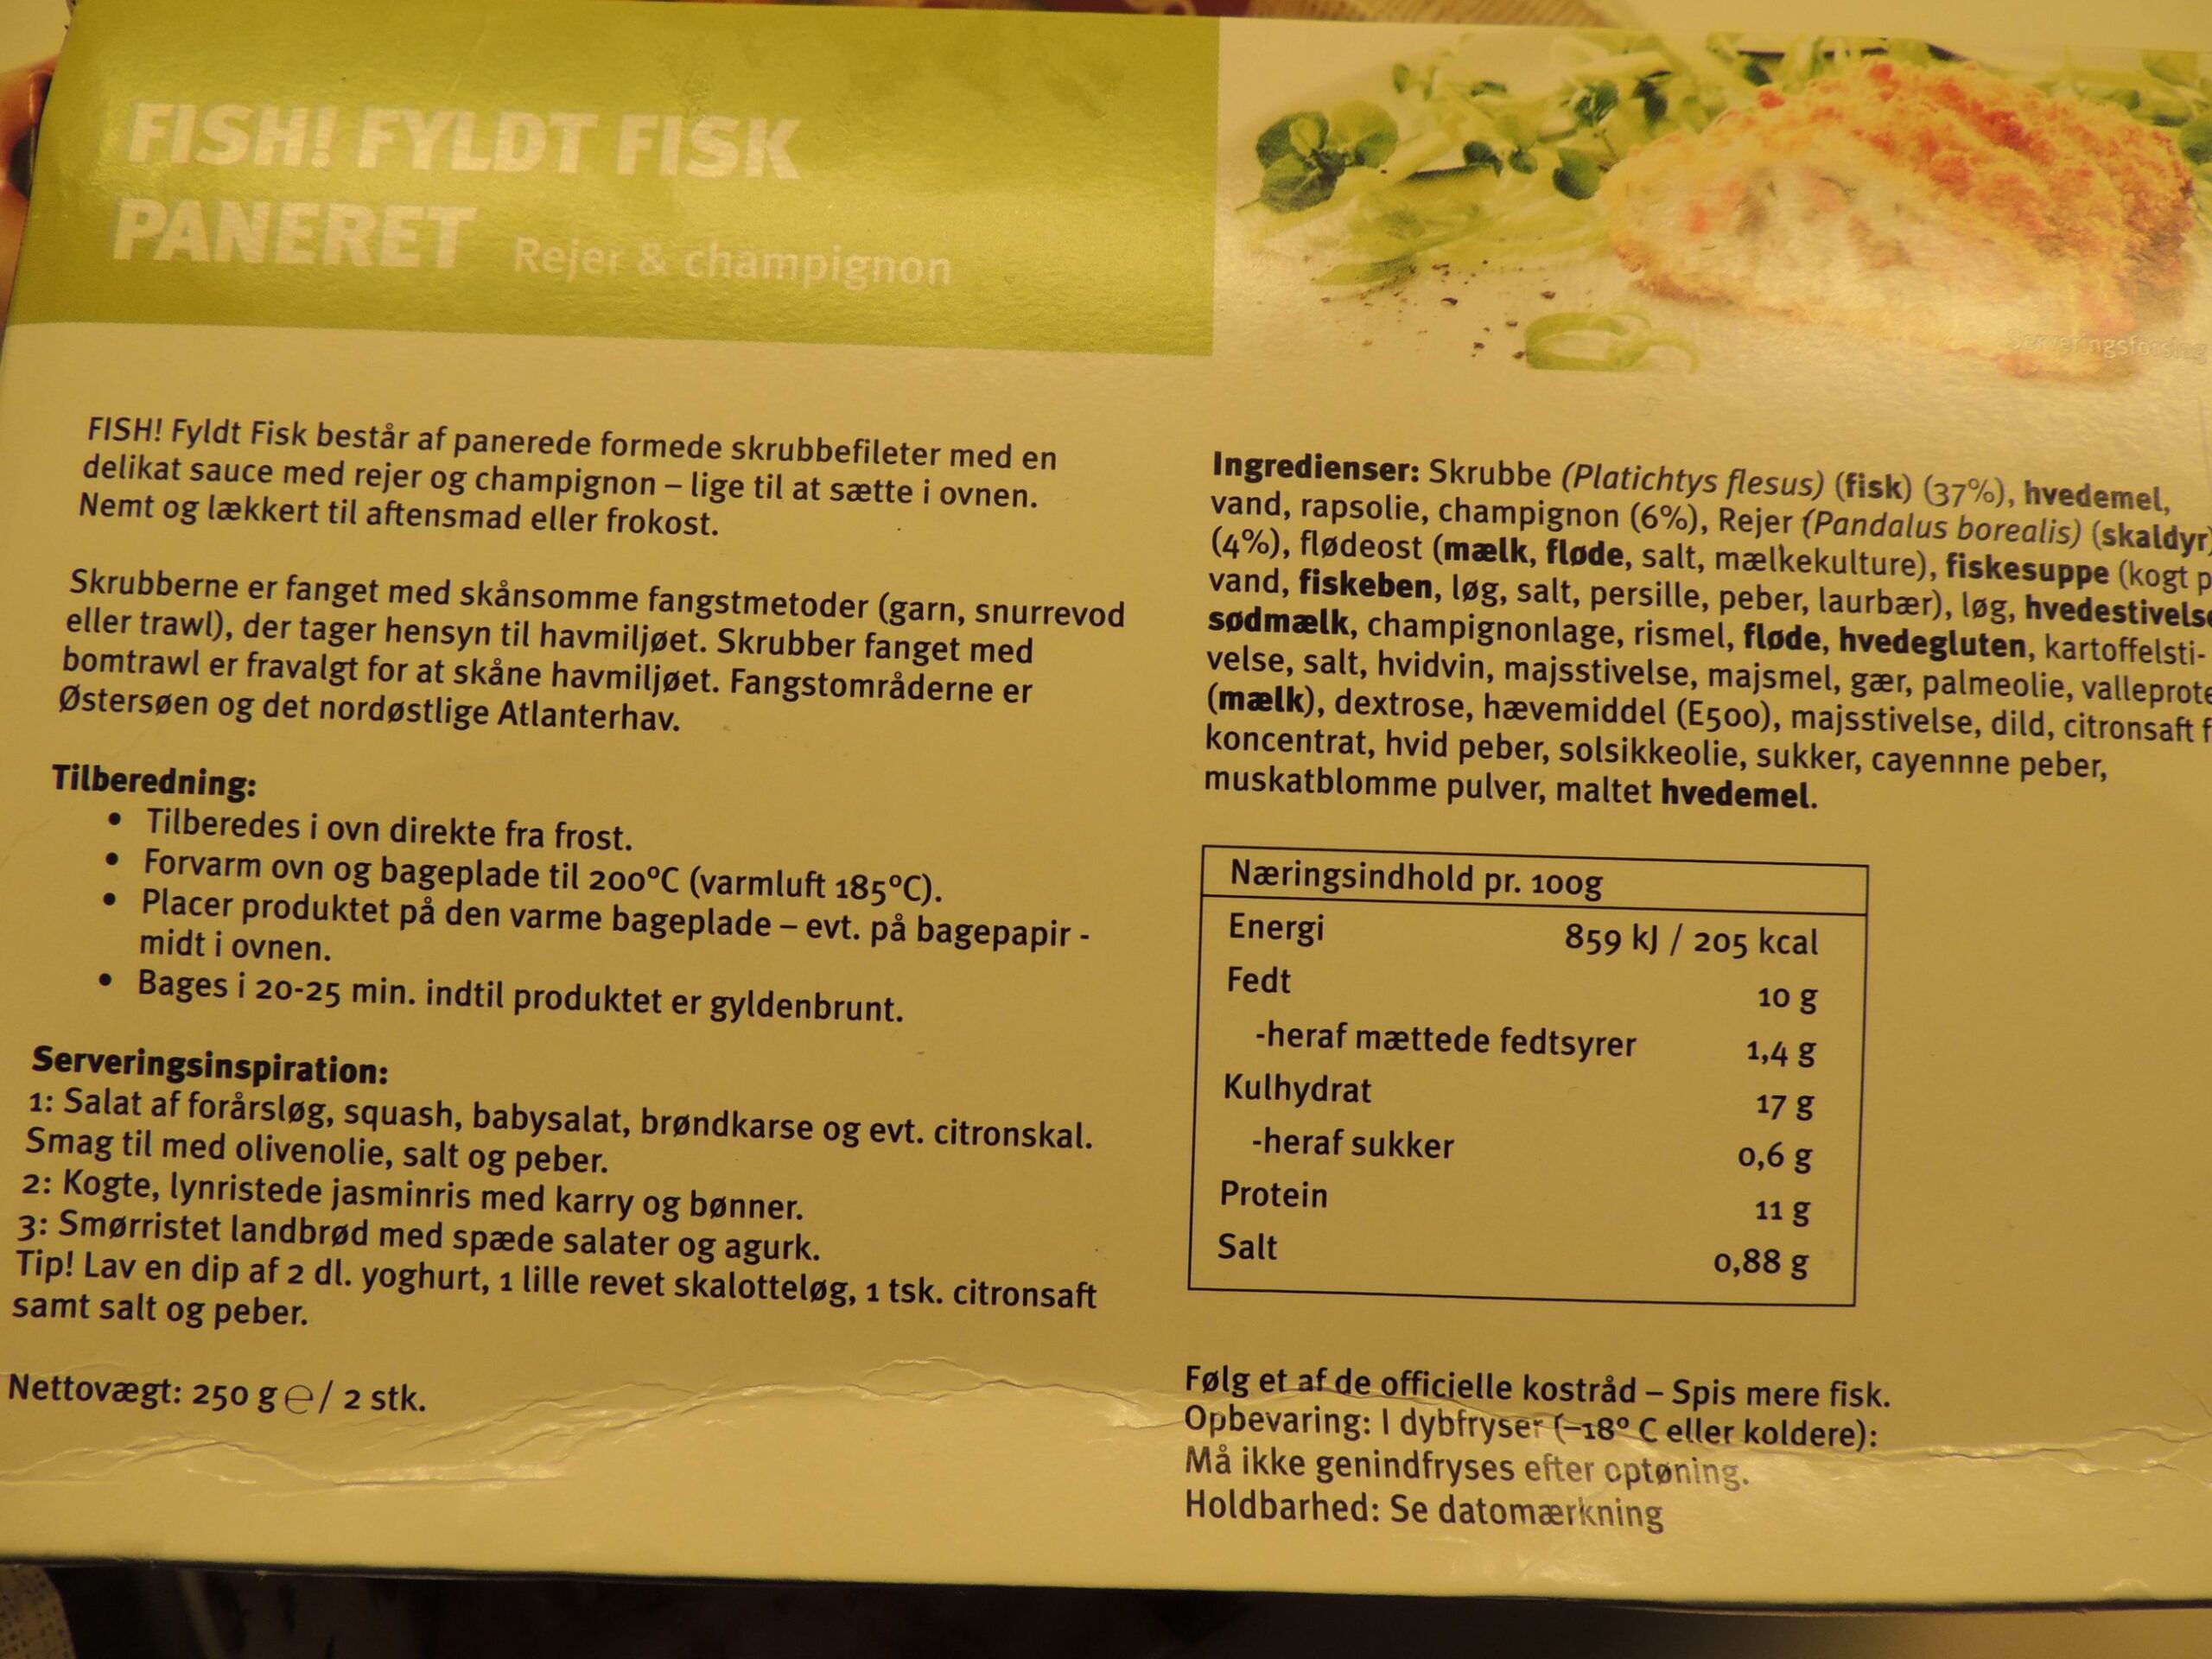 FISH! FYLDT FISK
PANERET Rejer & champignon
FISH! Fyldt Fisk består af panerede formede skrubbefileter med en
delikat sauce med rejer og champignon – lige til at sætte i ovnen.
Nemt og lækkert til aftensmad eller frokost.
Skrubberne er fanget med skånsomme fangstmetoder (garn, snurrevod
eller trawl), der tager hensyn til havmiljøet. Skrubber fanget med
bomtrawl er fravalgt for at skåne havmiljøet. Fangstområderne er
Østersøen og det nordøstlige Atlanterhav.
Tilberedning:
• Tilberedes i ovn direkte fra frost.
• Forvarm ovn og bageplade til 200°C (varmluft 185°C).
• Placer produktet på den varme bageplade – evt. på bagepapir -
midt i ovnen.
• Bages i 20-25 min. indtil produktet er gyldenbrunt.
Serveringsinspiration:
1: Salat af forårsløg, squash, babysalat, brøndkarse og evt. citronskal.
Smag til med olivenolie, salt og peber.
2: Kogte, lynristede jasminris med karry og bønner.
3: Smørristet landbrød med spæde salater og agurk.
Tip! Lav en dip af 2 dl. yoghurt, 1 lille revet skalotteløg, 1 tsk. citronsaft
samt salt og peber.
Nettovægt: 250 g ℮/ 2 stk.
Serveringsforslag
Ingredienser: Skrubbe (Platichtys flesus) (fisk) (37%), hvedemel,
vand, rapsolie, champignon (6%), Rejer (Pandalus borealis) (skaldyr)
(4%), flødeost (mælk, fløde, salt, mælkekulture), fiskesuppe (kogt p
vand, fiskeben, løg, salt, persille, peber, laurbær), løg, hvedestivelse
sødmælk, champignonlage, rismel, fløde, hvedegluten, kartoffelsti-
velse, salt, hvidvin, majsstivelse, majsmel, gær, palmeolie, valleprote
(mælk), dextrose, hævemiddel (E500), majsstivelse, dild, citronsaft f
koncentrat, hvid peber, solsikkeolie, sukker, cayennne peber,
muskatblomme pulver, maltet hvedemel.
Næringsindhold pr. 100g
Energi 859 kJ / 205 kcal
Fedt 10 g
-heraf mættede fedtsyrer 1,4 g
Kulhydrat 17 g
-heraf sukker 0,6 g
Protein 11 g
Salt 0,88 g
Følg et af de officielle kostråd – Spis mere fisk.
Opbevaring: I dybfryser (–18° C eller koldere):
Må ikke genindfryses efter optøning.
Holdbarhed: Se datomærkning